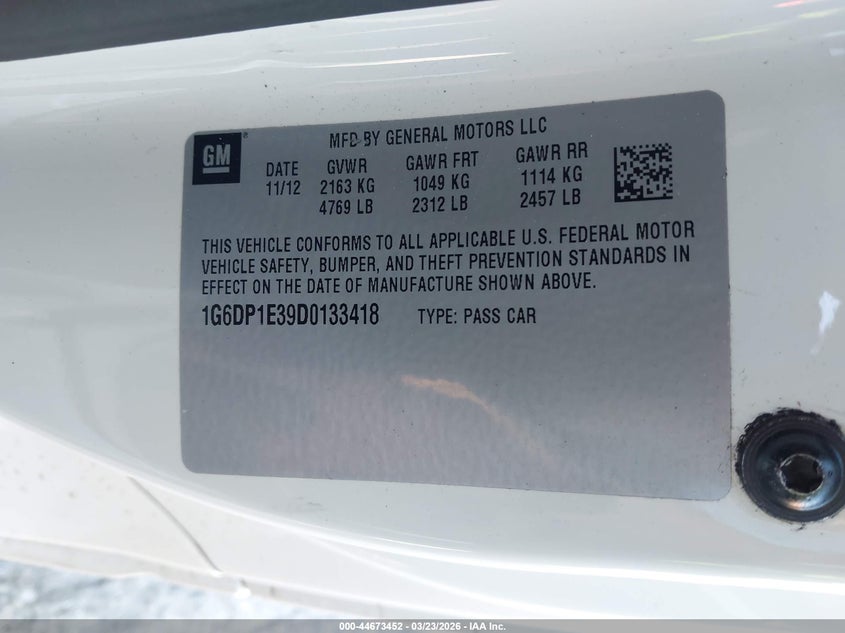 GM
MFD BY GENERAL MOTORS LLC
DATE GVWR GAWR FRT GAWR RR
11/12 2163 KG 1049 KG 1114 KG
4769 LB 2312 LB 2457 LB
THIS VEHICLE CONFORMS TO ALL APPLICABLE U.S. FEDERAL MOTOR
VEHICLE SAFETY, BUMPER, AND THEFT PREVENTION STANDARDS IN
EFFECT ON THE DATE OF MANUFACTURE SHOWN ABOVE.
1G6DP1E39D0133418 TYPE: PASS CAR
000-44673452 - 03/23/2026 - IAA Inc.